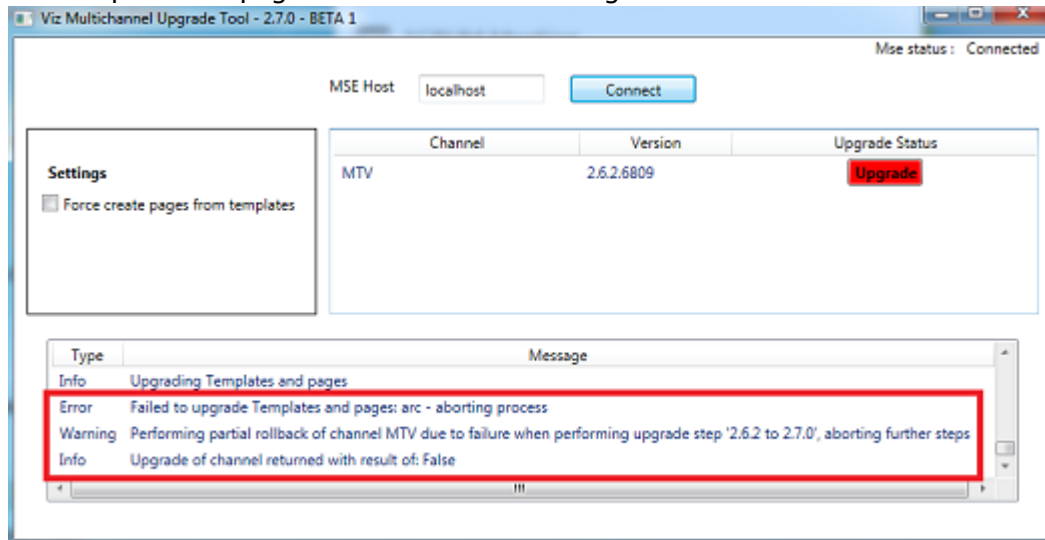 Viz Multichannel Upgrade Tool - 2.7.0 - BETA 1
Mse status : Connected
MSE Host localhost Connect
Channel Version Upgrade Status
Settings
MTV 2.6.2.6809 Upgrade
Force create pages from templates
Type Message
Info Upgrading Templates and pages
Error Failed to upgrade Templates and pages: arc - aborting process
Warning Performing partial rollback of channel MTV due to failure when performing upgrade step '2.6.2 to 2.7.0', aborting further steps
Info Upgrade of channel returned with result of: False